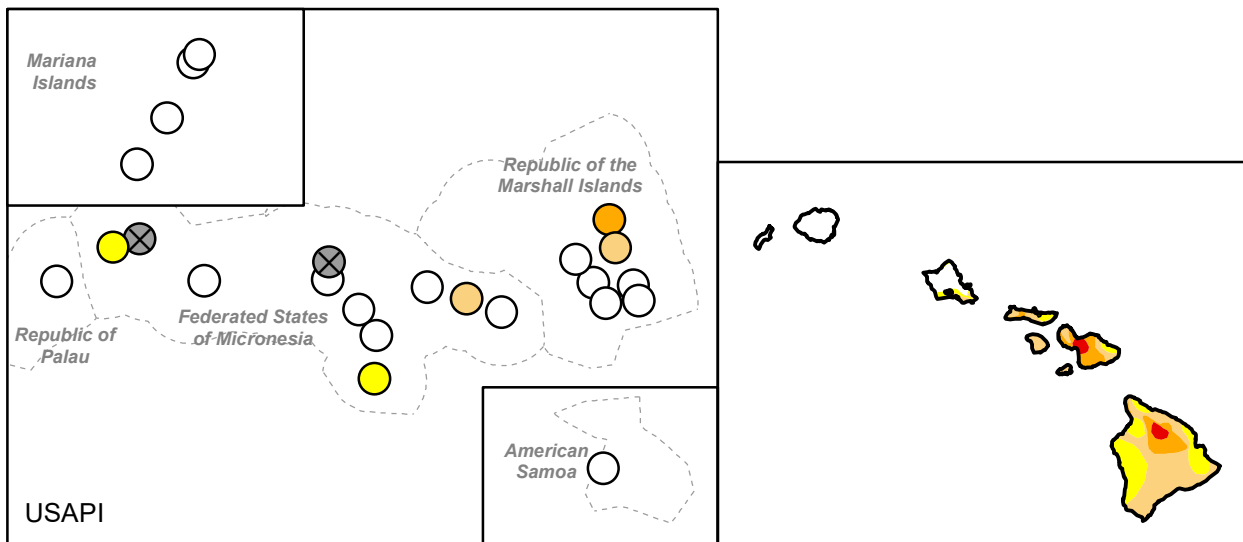 Mariana
Islands
Republic of the
Marshall Islands
Federated States
of Micronesia
Republic of
Palau
American
Samoa
USAPI